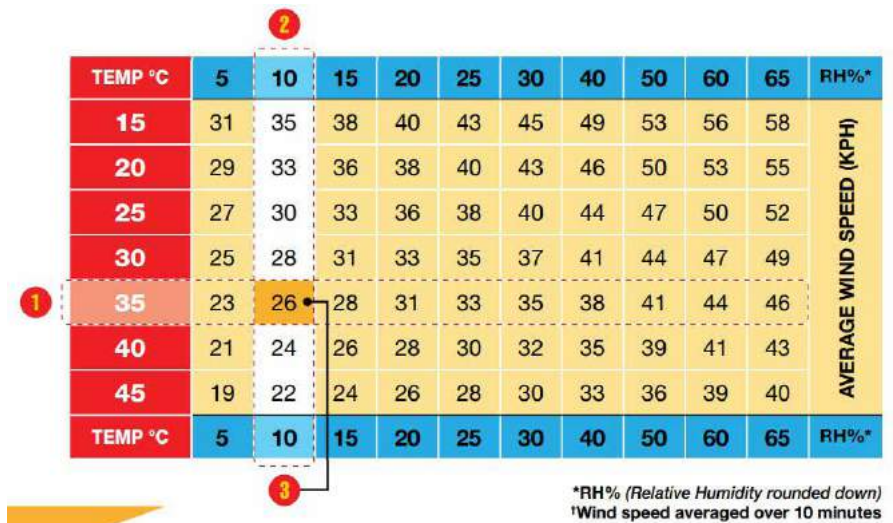 2
TEMP °C 5 10 15 20 25 30 40 50 60 65 RH%*
15 31 35 38 40 43 45 49 53 56 58
20 29 33 36 38 40 43 46 50 53 55
25 27 30 33 36 38 40 44 47 50 52
30 25 28 31 33 35 37 41 44 47 49
1 35 23 26 28 31 33 35 38 41 44 46
40 21 24 26 28 30 32 35 39 41 43
45 19 22 24 26 28 30 33 36 39 40
AVERAGE WIND SPEED (KPH)
TEMP °C 5 10 15 20 25 30 40 50 60 65 RH%*
3
*RH% (Relative Humidity rounded down)
†Wind speed averaged over 10 minutes